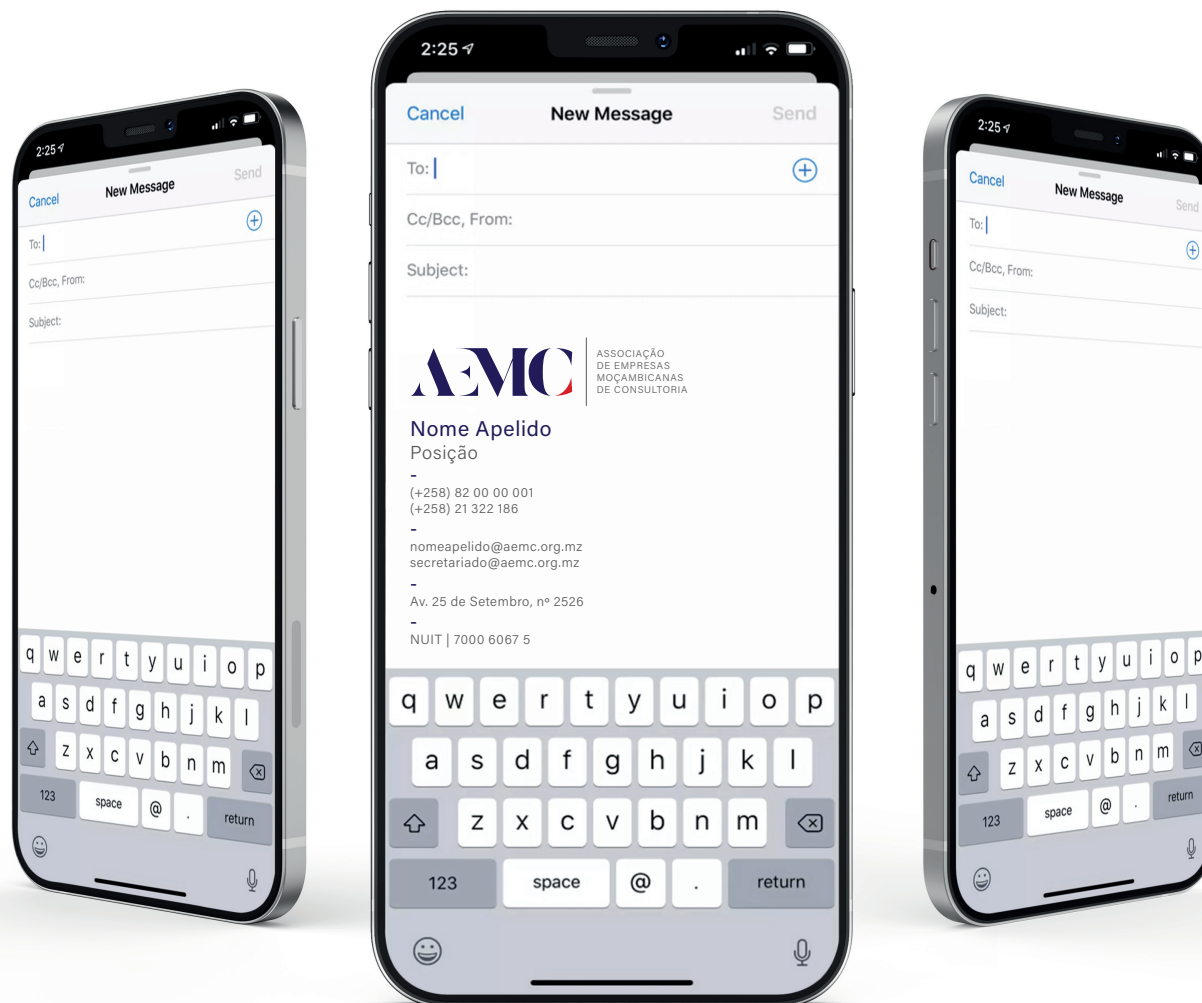 2:25
Cancel New Message Send
To:
Cc/Bcc, From:
Subject:
q w e r t y u i o p
a s d f g h j k l
z x c v b n m
123 space @ . return
2:25
Cancel New Message Send
To:
Cc/Bcc, From:
Subject:
AEMC
ASSOCIAÇÃO
DE EMPRESAS
MOÇAMBICANAS
DE CONSULTORIA
Nome Apelido
Posição
-
(+258) 82 00 00 001
(+258) 21 322 186
-
nomeapelido@aemc.org.mz
secretariado@aemc.org.mz
-
Av. 25 de Setembro, nº 2526
-
NUIT | 7000 6067 5
q w e r t y u i o p
a s d f g h j k l
z x c v b n m
123 space @ . return
2:25
Cancel New Message Send
To:
Cc/Bcc, From:
Subject:
q w e r t y u i o p
a s d f g h j k l
z x c v b n m
123 space @ . return